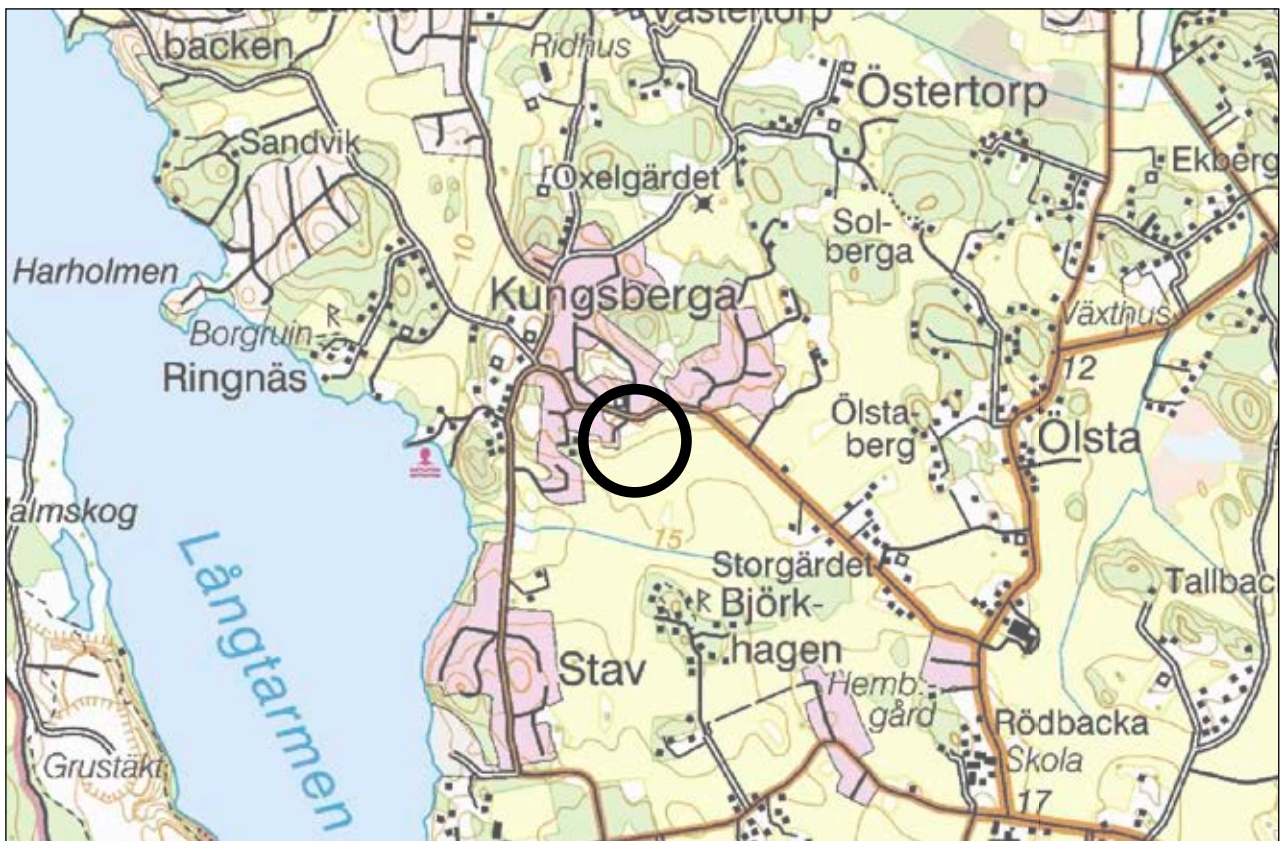 Västertorp
backen
Ridhus
Östertorp
Sandvik
Ekberg
Oxelgärdet
Sol-
berga
Harholmen
10
Kungsberga
Växthus
R
Borgruin
Ringnäs
12
Ölsta-
berg
Ölsta
almskog
15
Långtarmen
Storgärdet
Tallbac
R Björk-
hagen
Stav
Hemb.-
gård
Rödbacka
Skola
Grustäkt
17